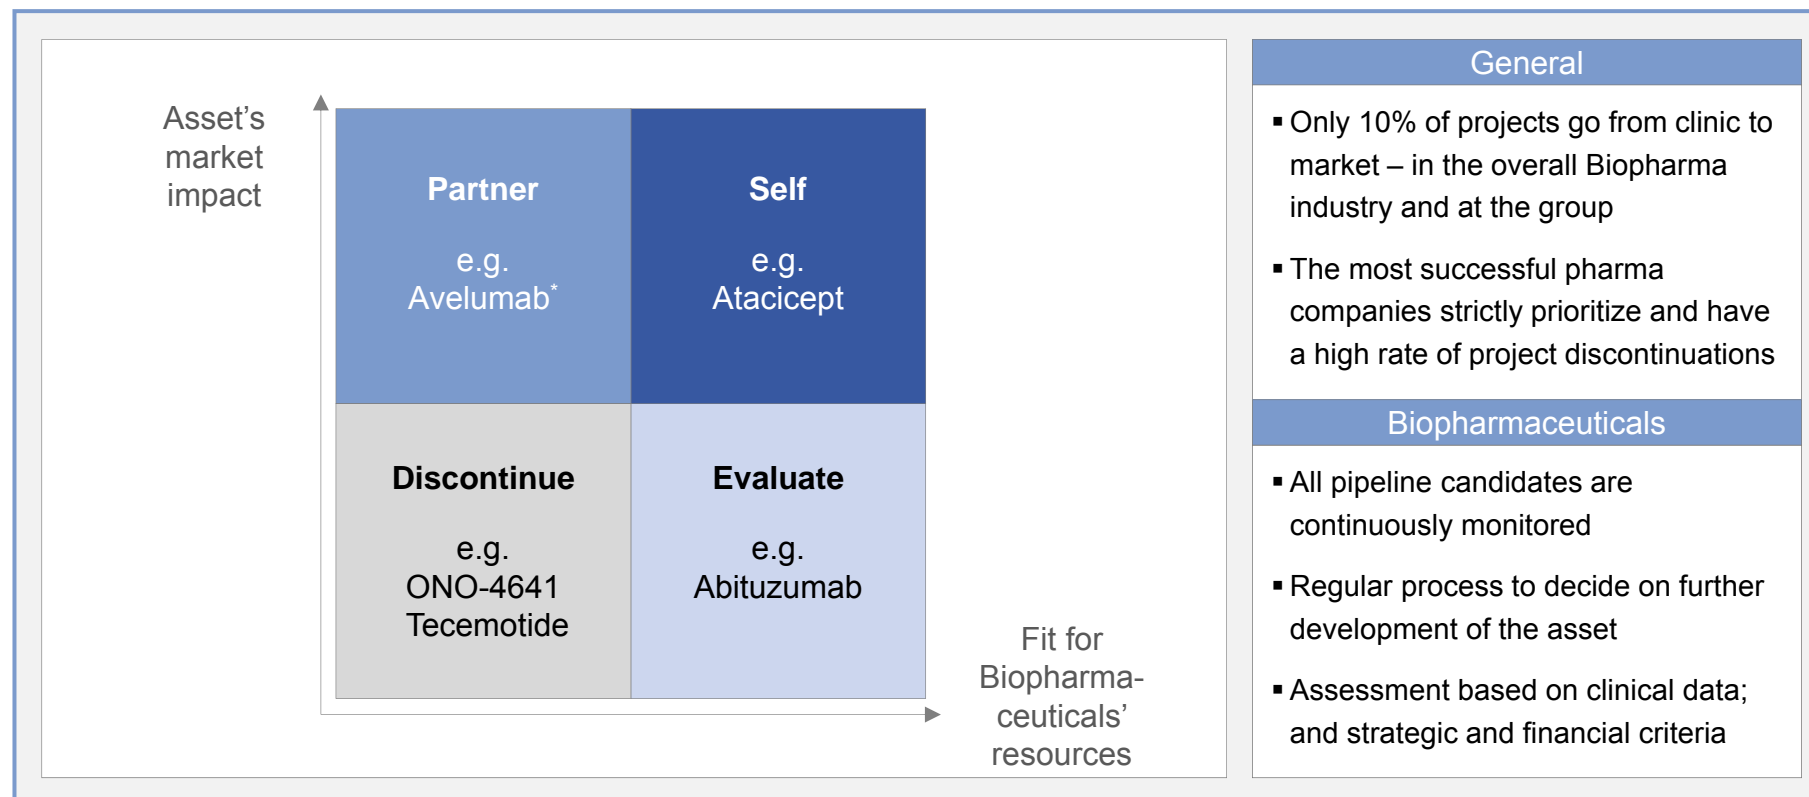 Asset's
market
impact
Partner
e.g.
Avelumab*
Self
e.g.
Atacicept
Discontinue
e.g.
ONO-4641
Tecemotide
Evaluate
e.g.
Abituzumab
Fit for
Biopharma-
ceuticals'
resources
General
▪ Only 10% of projects go from clinic to
market – in the overall Biopharma
industry and at the group
▪ The most successful pharma
companies strictly prioritize and have
a high rate of project discontinuations
Biopharmaceuticals
▪ All pipeline candidates are
continuously monitored
▪ Regular process to decide on further
development of the asset
▪ Assessment based on clinical data;
and strategic and financial criteria